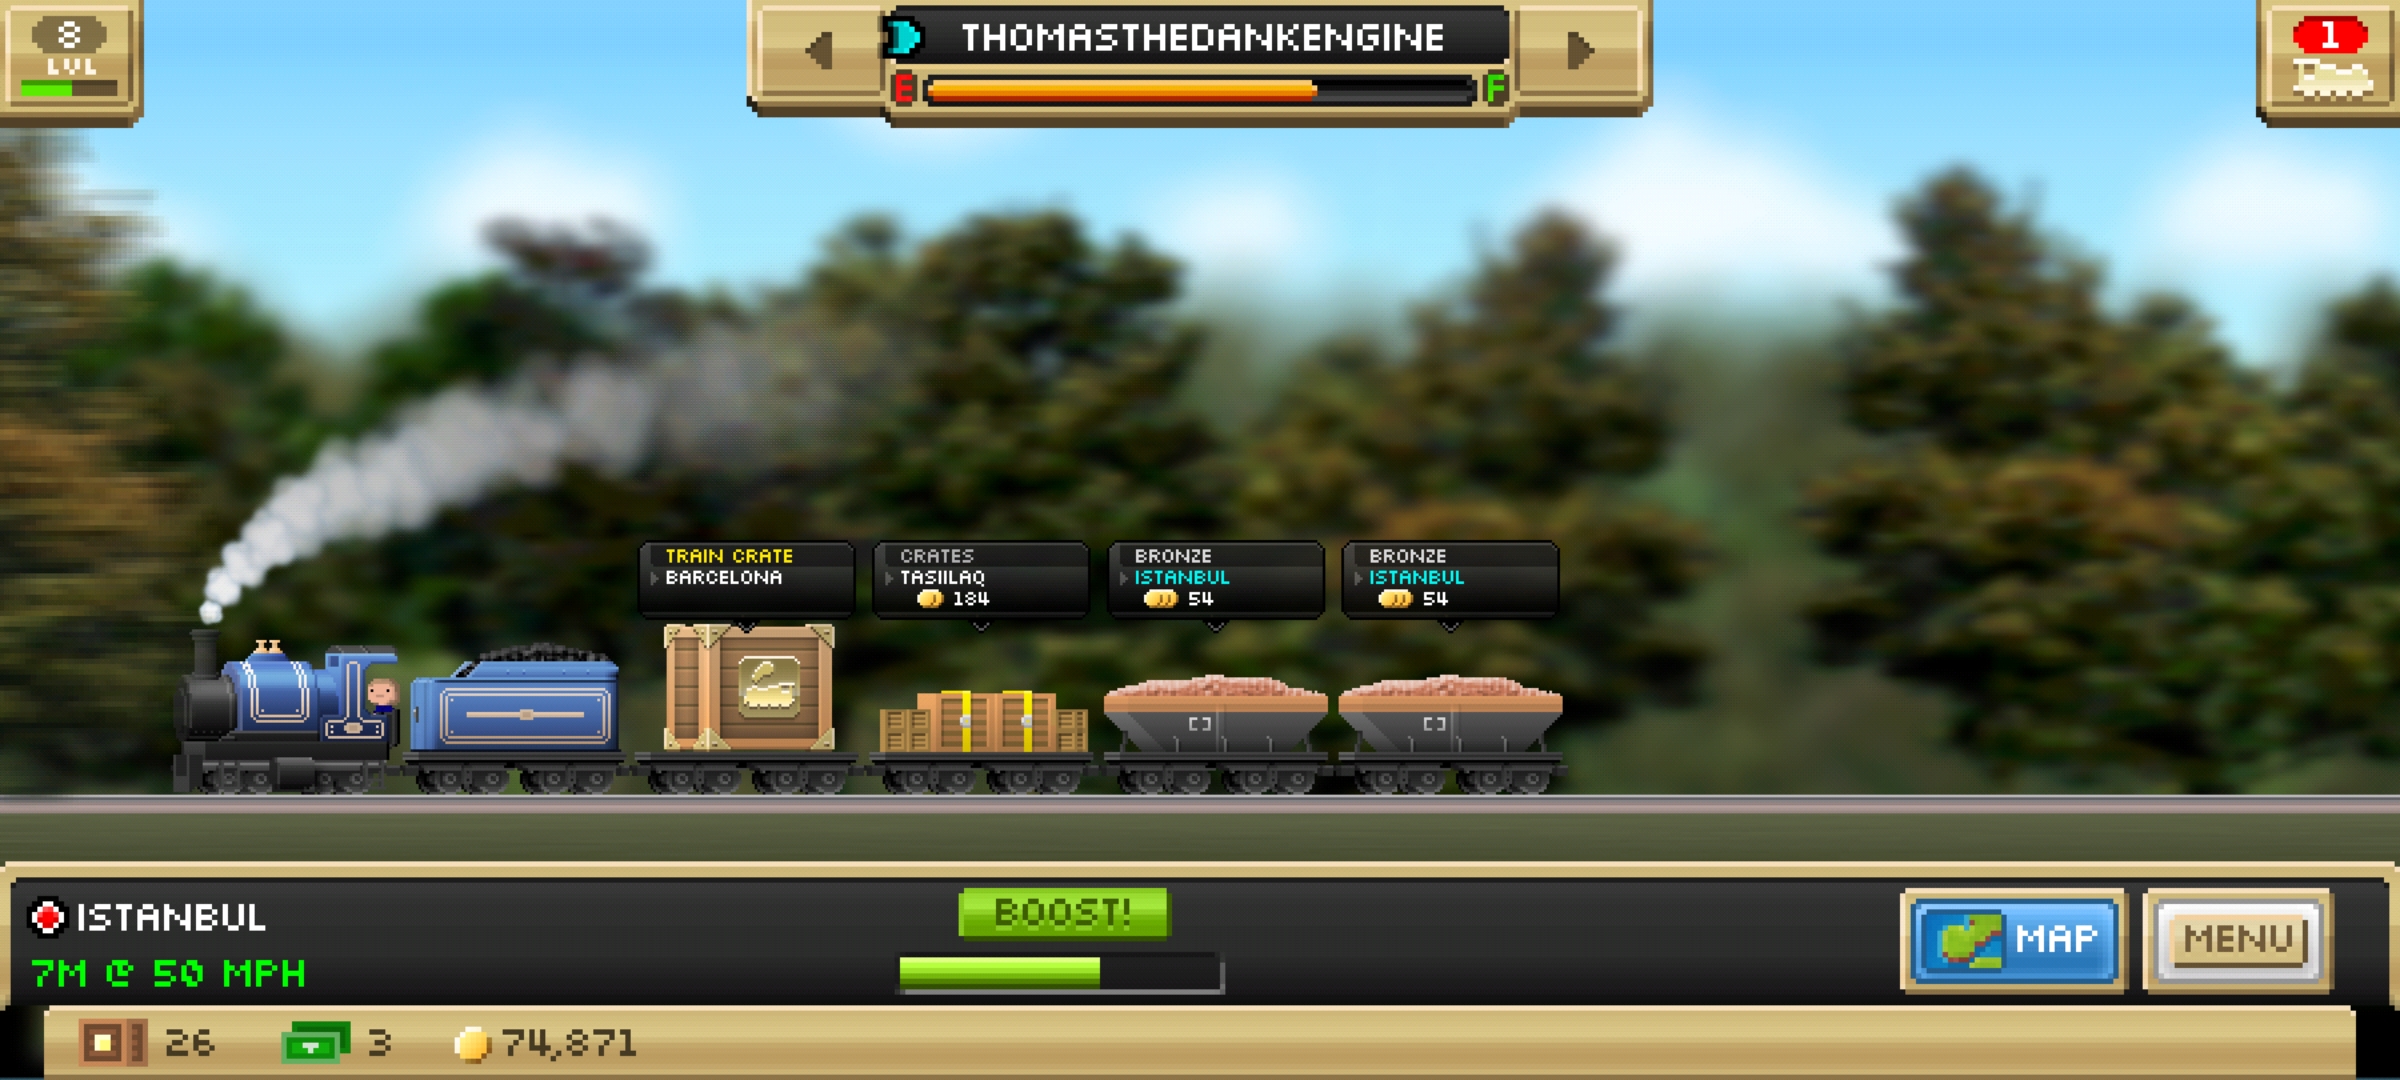 8
LVL
THOMASTHEDANKENGINE
E F
1
TRAIN CRATE
BARCELONA
CRATES
TASIILAQ
184
BRONZE
ISTANBUL
54
BRONZE
ISTANBUL
54
ISTANBUL
7M @ 50 MPH
BOOST!
MAP
MENU
26
3
74,871